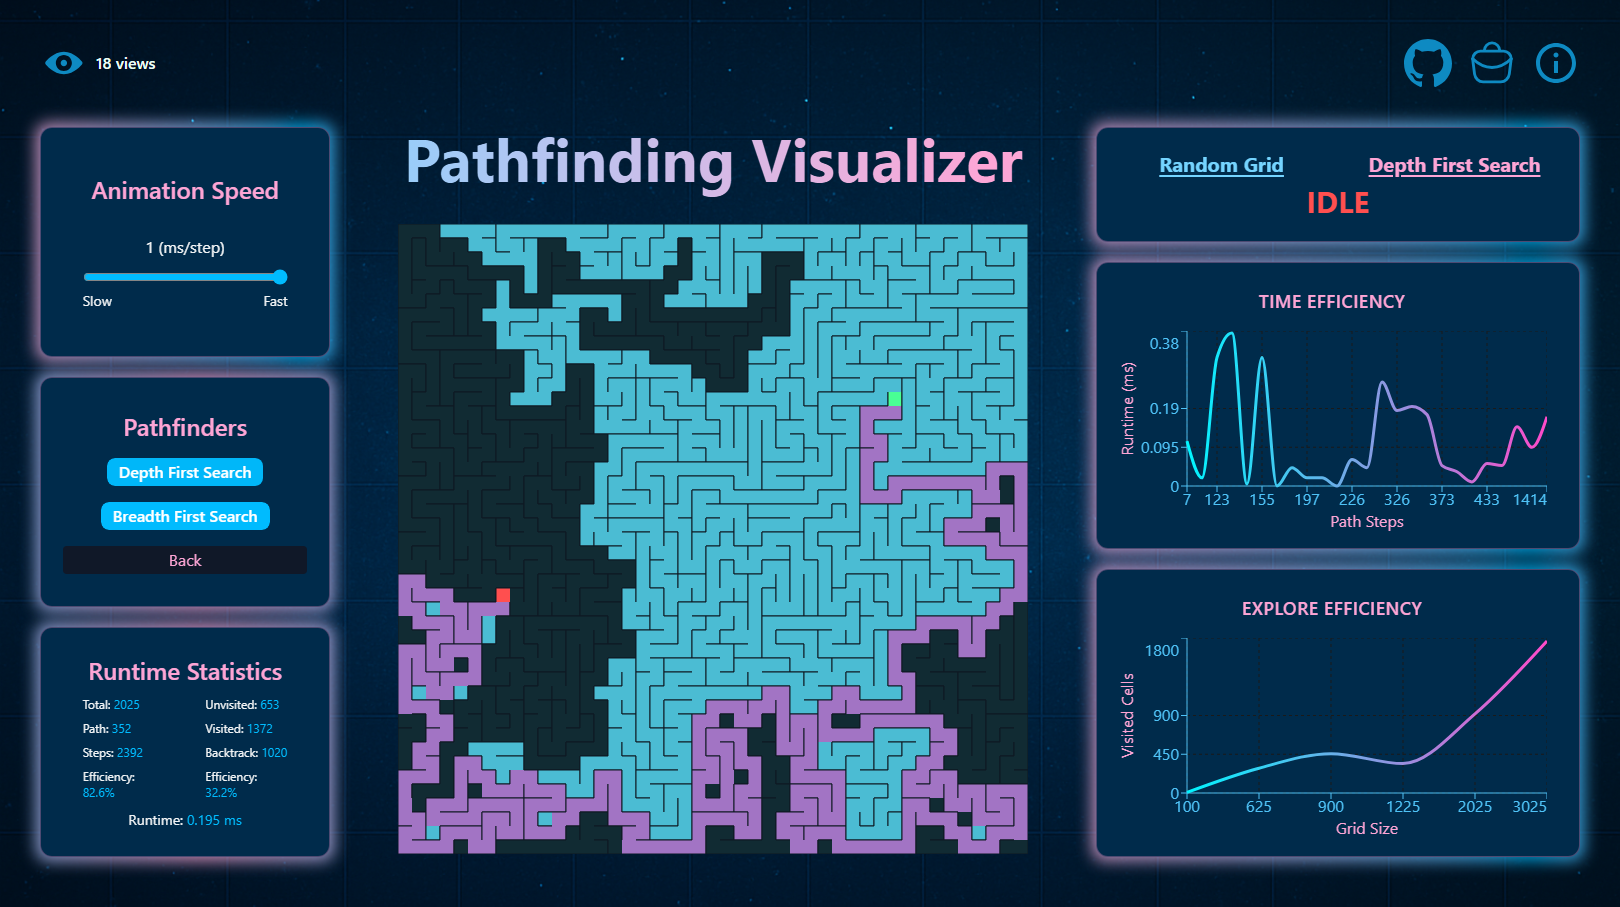 18 views
Animation Speed
1 (ms/step)
Slow Fast
Pathfinders
Depth First Search
Breadth First Search
Back
Runtime Statistics
Total: 2025 Unvisited: 653
Path: 352 Visited: 1372
Steps: 2392 Backtrack: 1020
Efficiency: Efficiency:
82.6% 32.2%
Runtime: 0.195 ms
Pathfinding Visualizer
Random Grid Depth First Search
IDLE
TIME EFFICIENCY
Runtime (ms)
0.38
0.19
0.095
0
7 123 155 197 226 326 373 433 1414
Path Steps
EXPLORE EFFICIENCY
Visited Cells
1800
900
450
0
100 625 900 1225 2025 3025
Grid Size